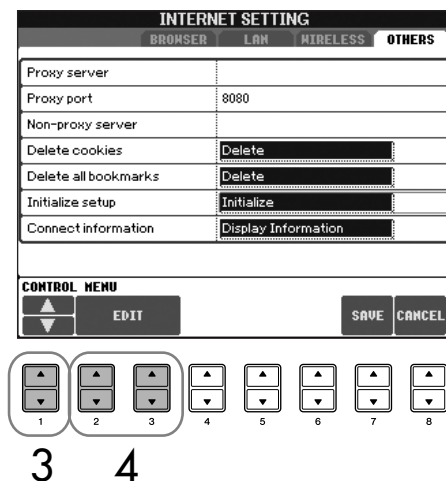 INTERNET SETTING
BROWSER LAN WIRELESS OTHERS
Proxy server
Proxy port 8080
Non-proxy server
Delete cookies Delete
Delete all bookmarks Delete
Initialize setup Initialize
Connect information Display Information
CONTROL MENU
EDIT SAVE CANCEL
1 2 3 4 5 6 7 8
3 4